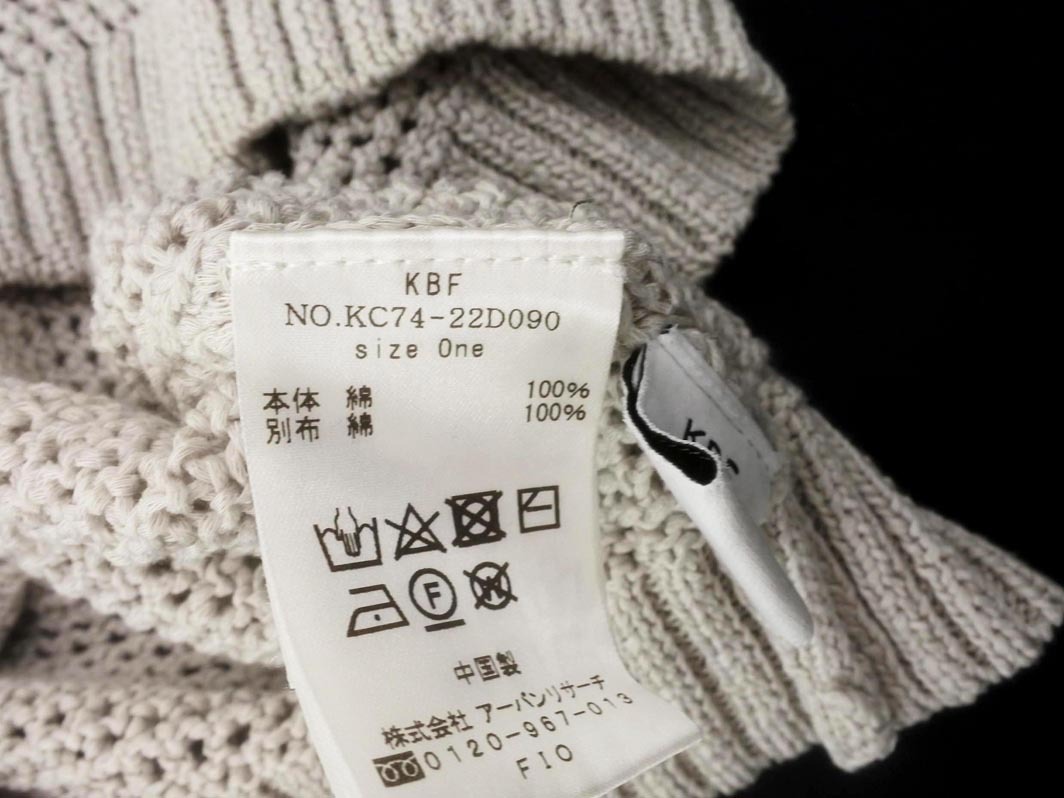 KBF
NO.KC74-22D090
size One
本体 綿 100%
別布 綿 100%
F
W
中国製
株式会社 アーバンリサーチ
0120-967-013
FIO